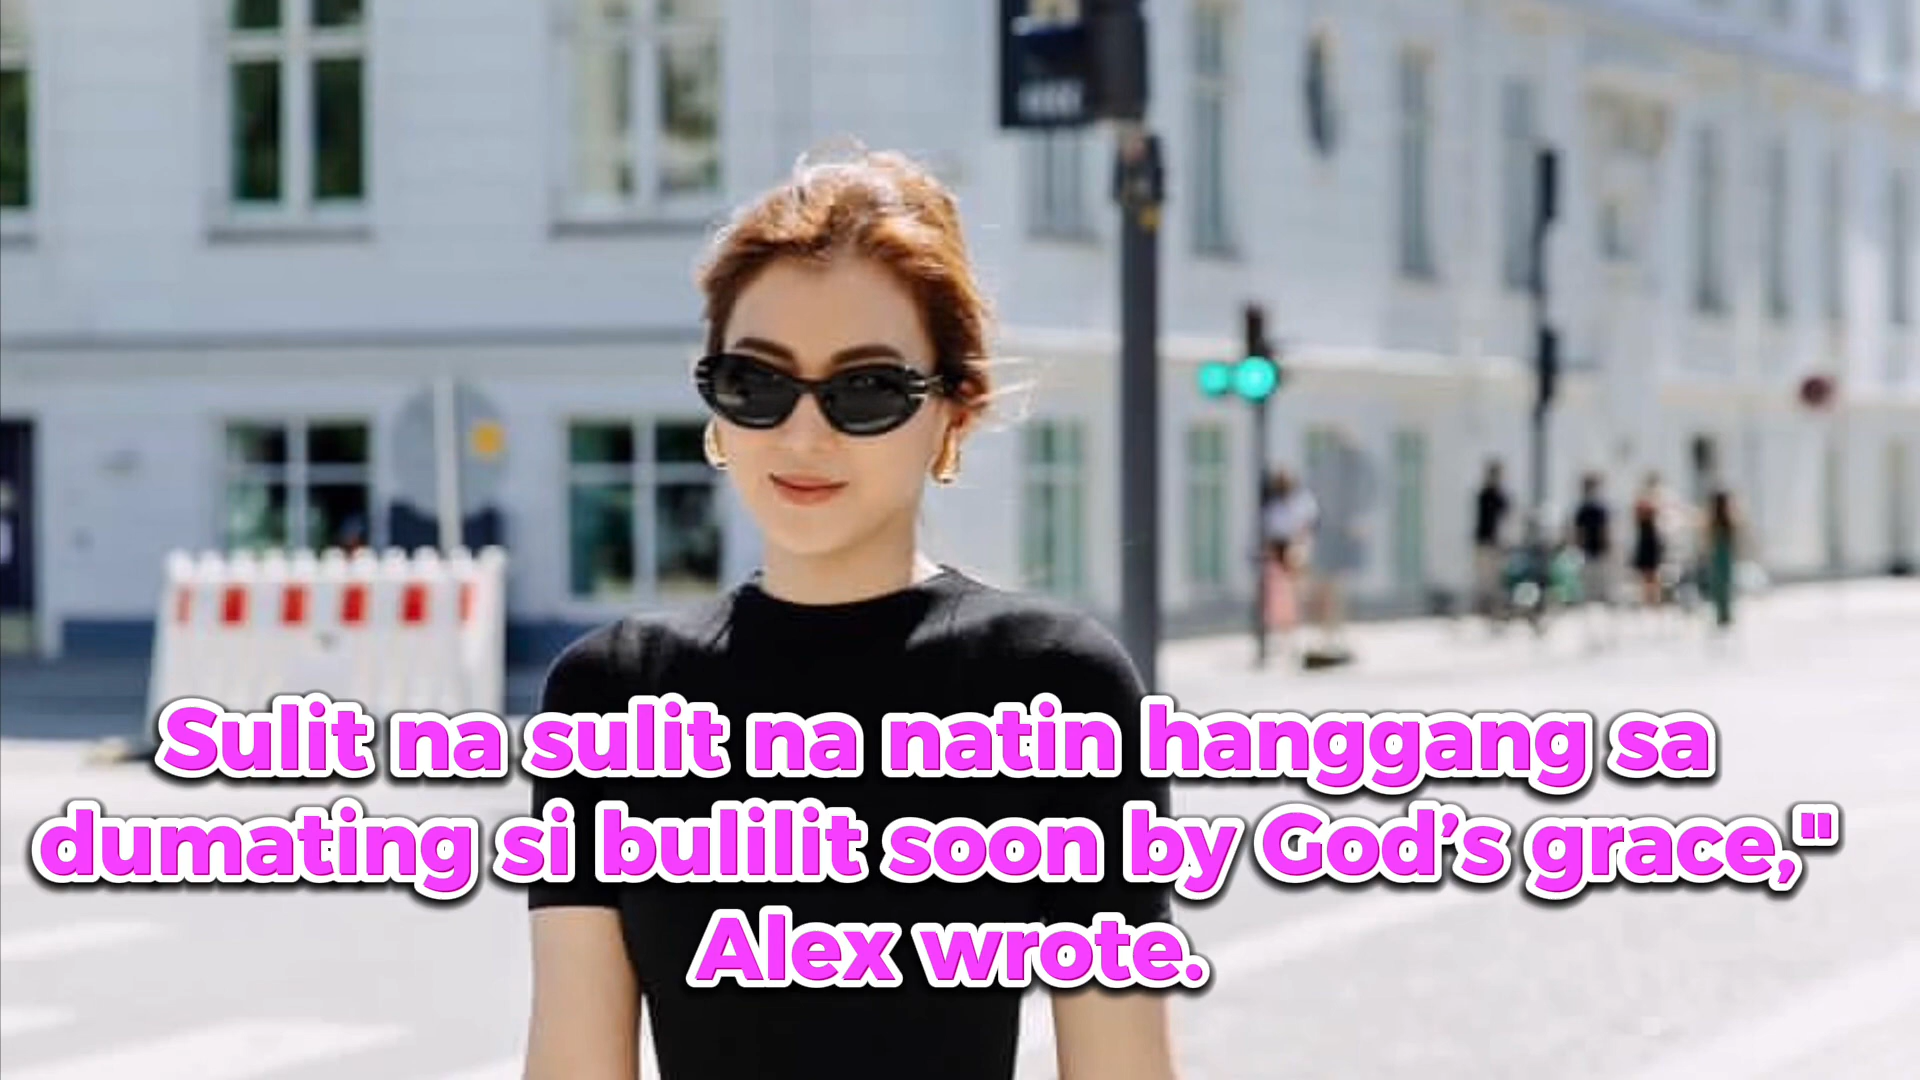 Sulit na sulit na natin hanggang sa
dumating si bulilit soon by God’s grace,"
Alex wrote.